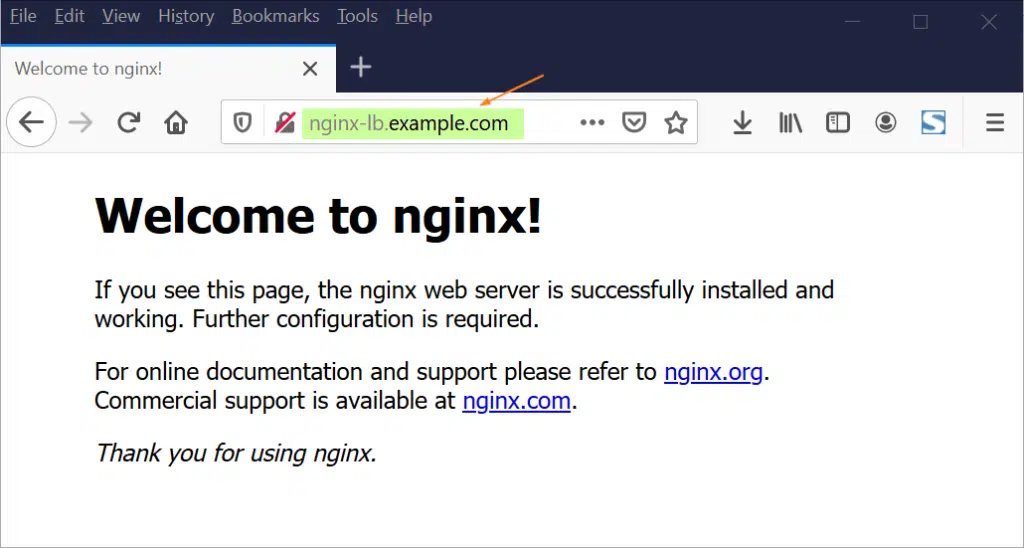 File Edit View History Bookmarks Tools Help
Welcome to nginx!
nginx-lb.example.com
Welcome to nginx!
If you see this page, the nginx web server is successfully installed and
working. Further configuration is required.
For online documentation and support please refer to nginx.org.
Commercial support is available at nginx.com.
Thank you for using nginx.